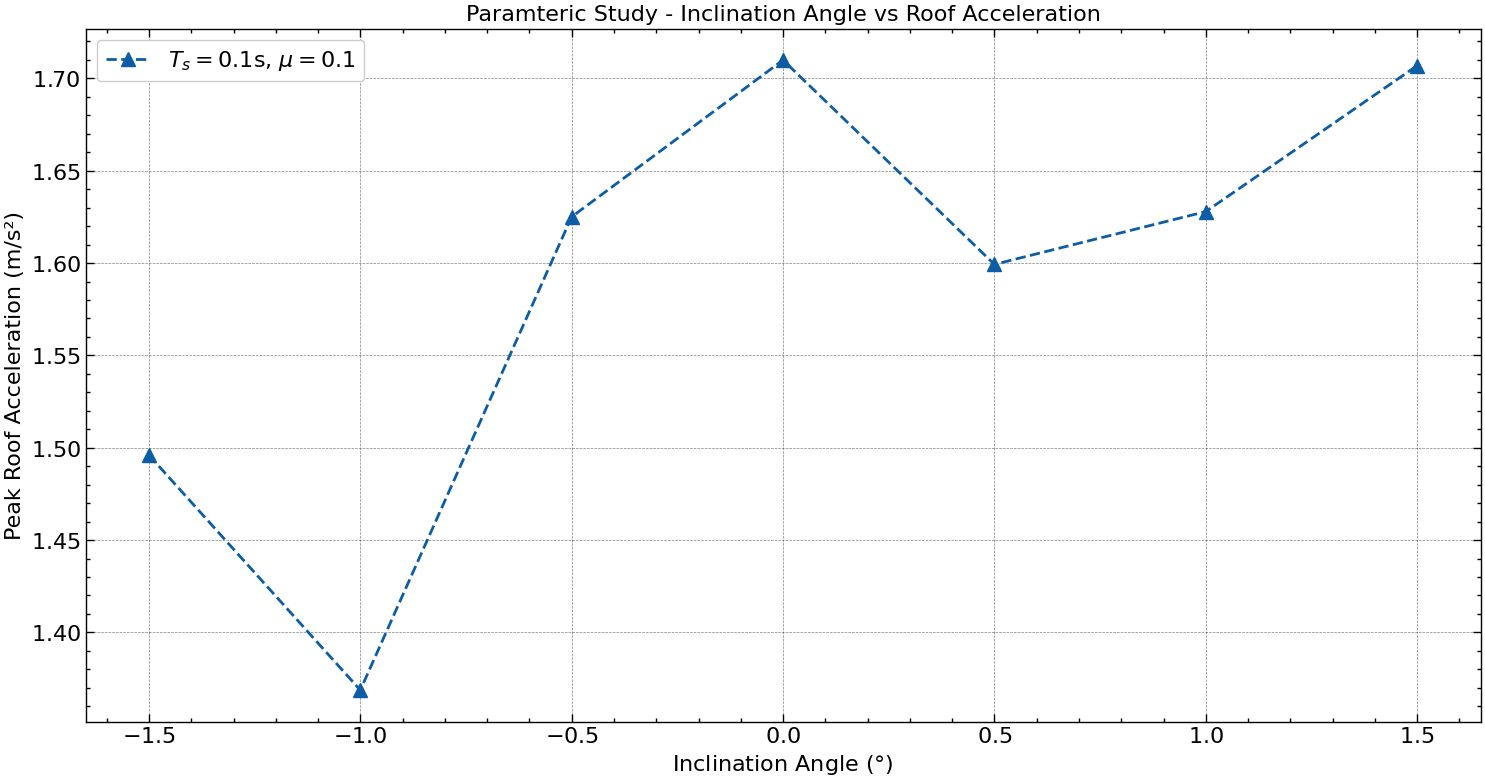 Paramteric Study - Inclination Angle vs Roof Acceleration
T_s = 0.1s, μ = 0.1
Peak Roof Acceleration (m/s²)
1.70
1.65
1.60
1.55
1.50
1.45
1.40
−1.5 −1.0 −0.5 0.0 0.5 1.0 1.5
Inclination Angle (°)